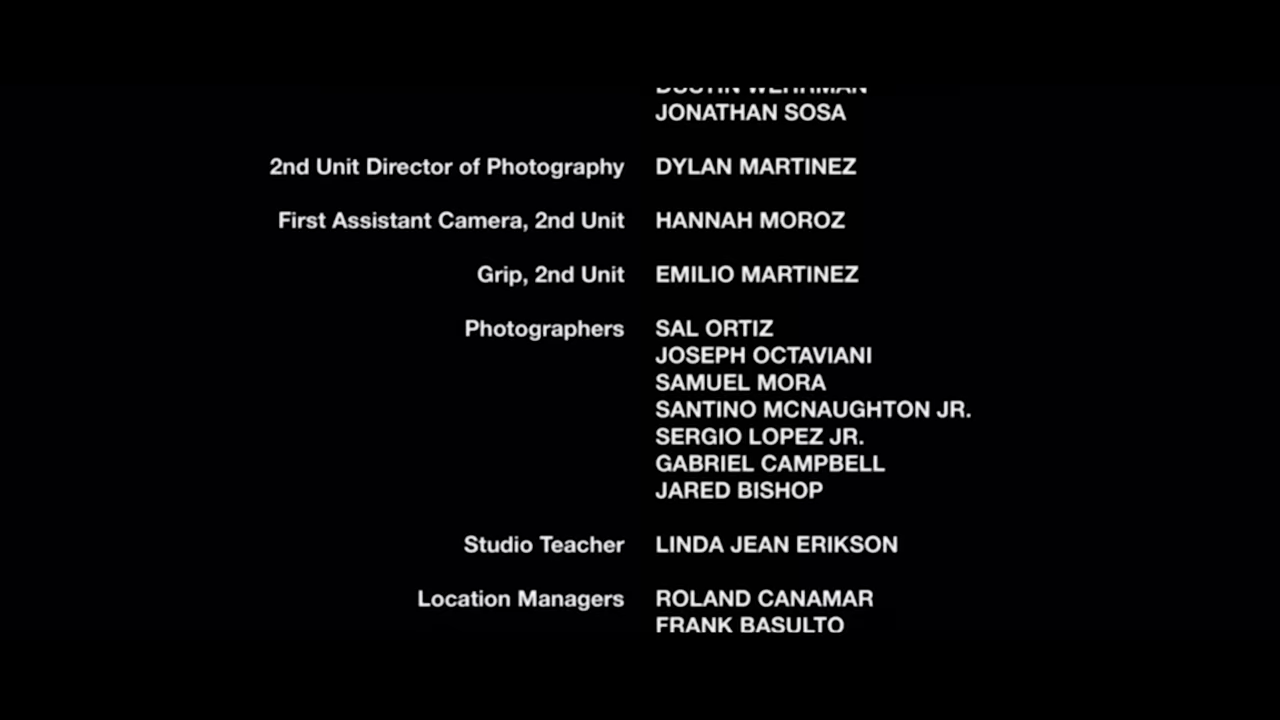 DUSTIN WEHRMAN
JONATHAN SOSA
2nd Unit Director of Photography DYLAN MARTINEZ
First Assistant Camera, 2nd Unit HANNAH MOROZ
Grip, 2nd Unit EMILIO MARTINEZ
Photographers SAL ORTIZ
JOSEPH OCTAVIANI
SAMUEL MORA
SANTINO MCNAUGHTON JR.
SERGIO LOPEZ JR.
GABRIEL CAMPBELL
JARED BISHOP
Studio Teacher LINDA JEAN ERIKSON
Location Managers ROLAND CANAMAR
FRANK BASULTO